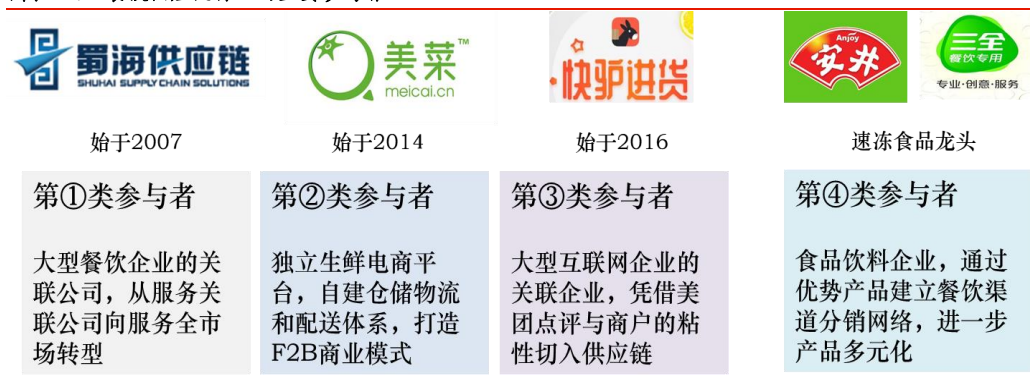 蜀海供应链
SHUHAI SUPPLY CHAIN SOLUTIONS
美菜™
meicai.cn
快驴进货
Anjoy
安井
三全
餐饮专用
专业·创意·服务
始于2007
始于2014
始于2016
速冻食品龙头
第①类参与者
大型餐饮企业的关
联公司，从服务关
联公司向服务全市
场转型
第②类参与者
独立生鲜电商平
台，自建仓储物流
和配送体系，打造
F2B商业模式
第③类参与者
大型互联网企业的
关联企业，凭借美
团点评与商户的粘
性切入供应链
第④类参与者
食品饮料企业，通过
优势产品建立餐饮渠
道分销网络，进一步
产品多元化